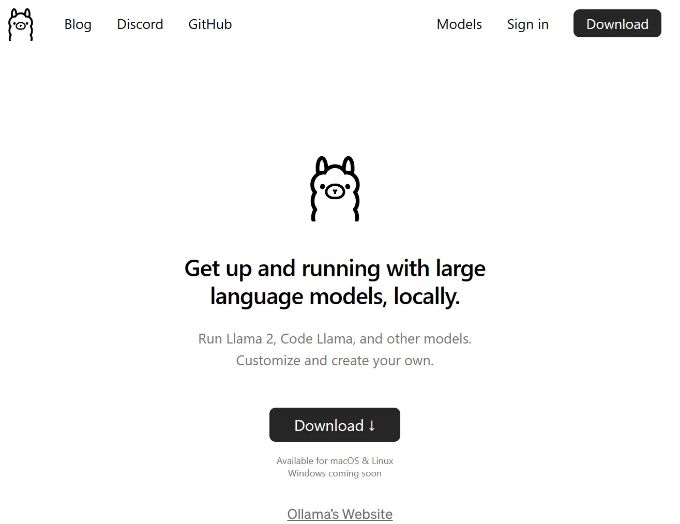 Blog Discord GitHub Models Sign in Download
Get up and running with large
language models, locally.
Run Llama 2, Code Llama, and other models.
Customize and create your own.
Download ↓
Available for macOS & Linux
Windows coming soon
Ollama's Website